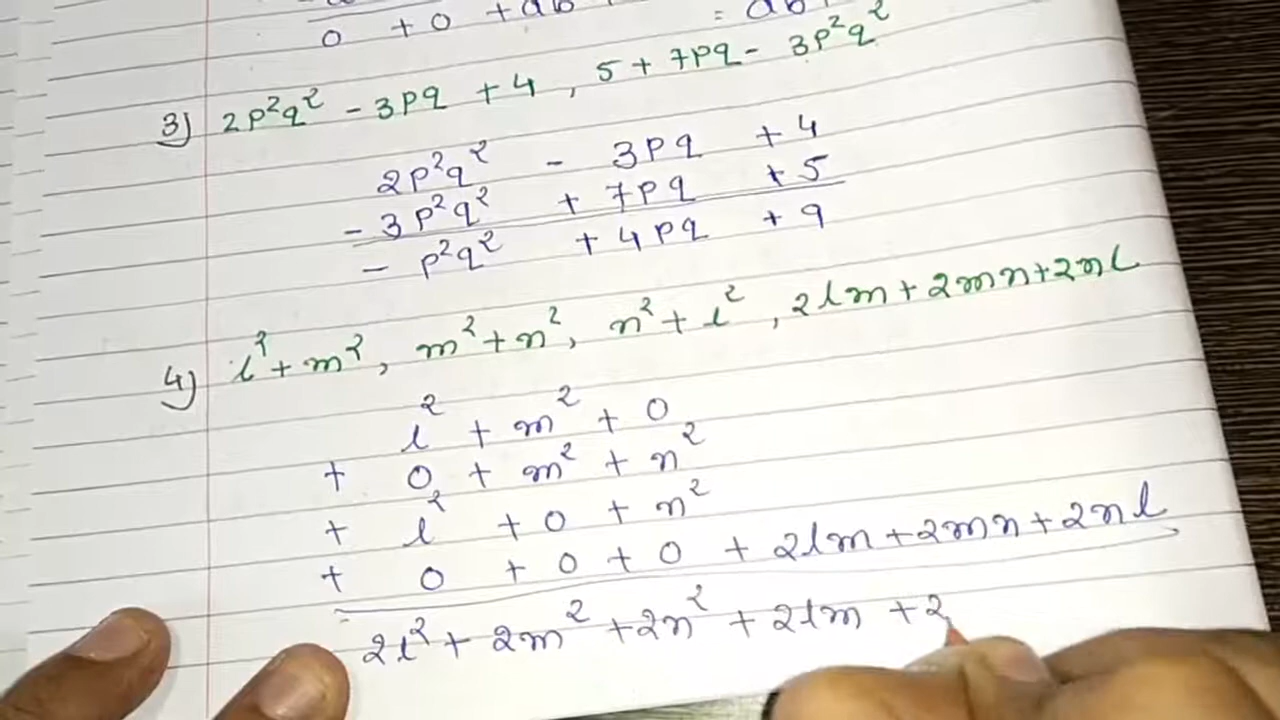 0 + 0 + ab
= ab
3) 2p²q² - 3pq + 4 , 5 + 7pq - 3p²q²
2p²q² - 3pq + 4
- 3p²q² + 7pq + 5
- p²q² + 4pq + 9
4) l² + m², m² + n², n² + l², 2lm + 2mn + 2nl
l² + m² + 0
+ 0 + m² + n²
+ l² + 0 + n²
+ 0 + 0 + 0 + 2lm + 2mn + 2nl
2l² + 2m² + 2n² + 2lm + 2